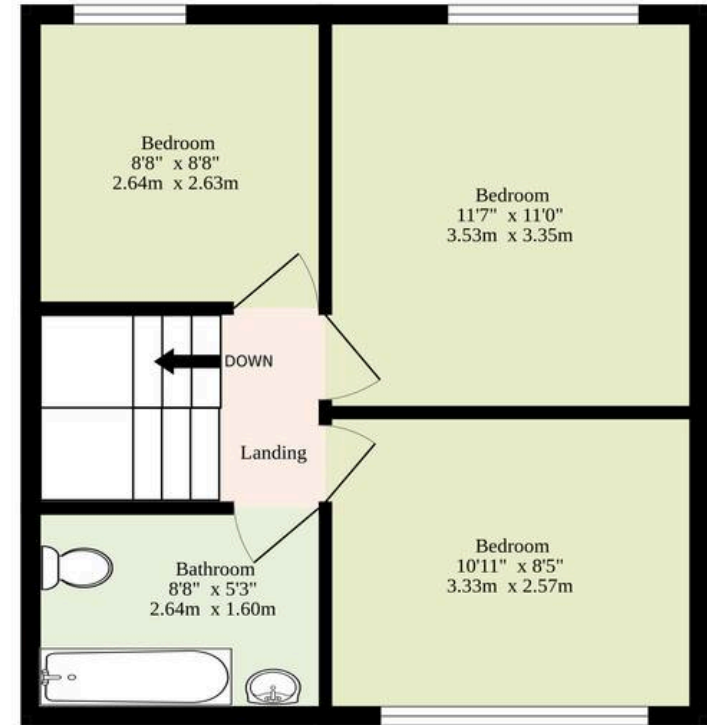 Bedroom
8'8" x 8'8"
2.64m x 2.63m
Bedroom
11'7" x 11'0"
3.53m x 3.35m
DOWN
Landing
Bathroom
8'8" x 5'3"
2.64m x 1.60m
Bedroom
10'11" x 8'5"
3.33m x 2.57m